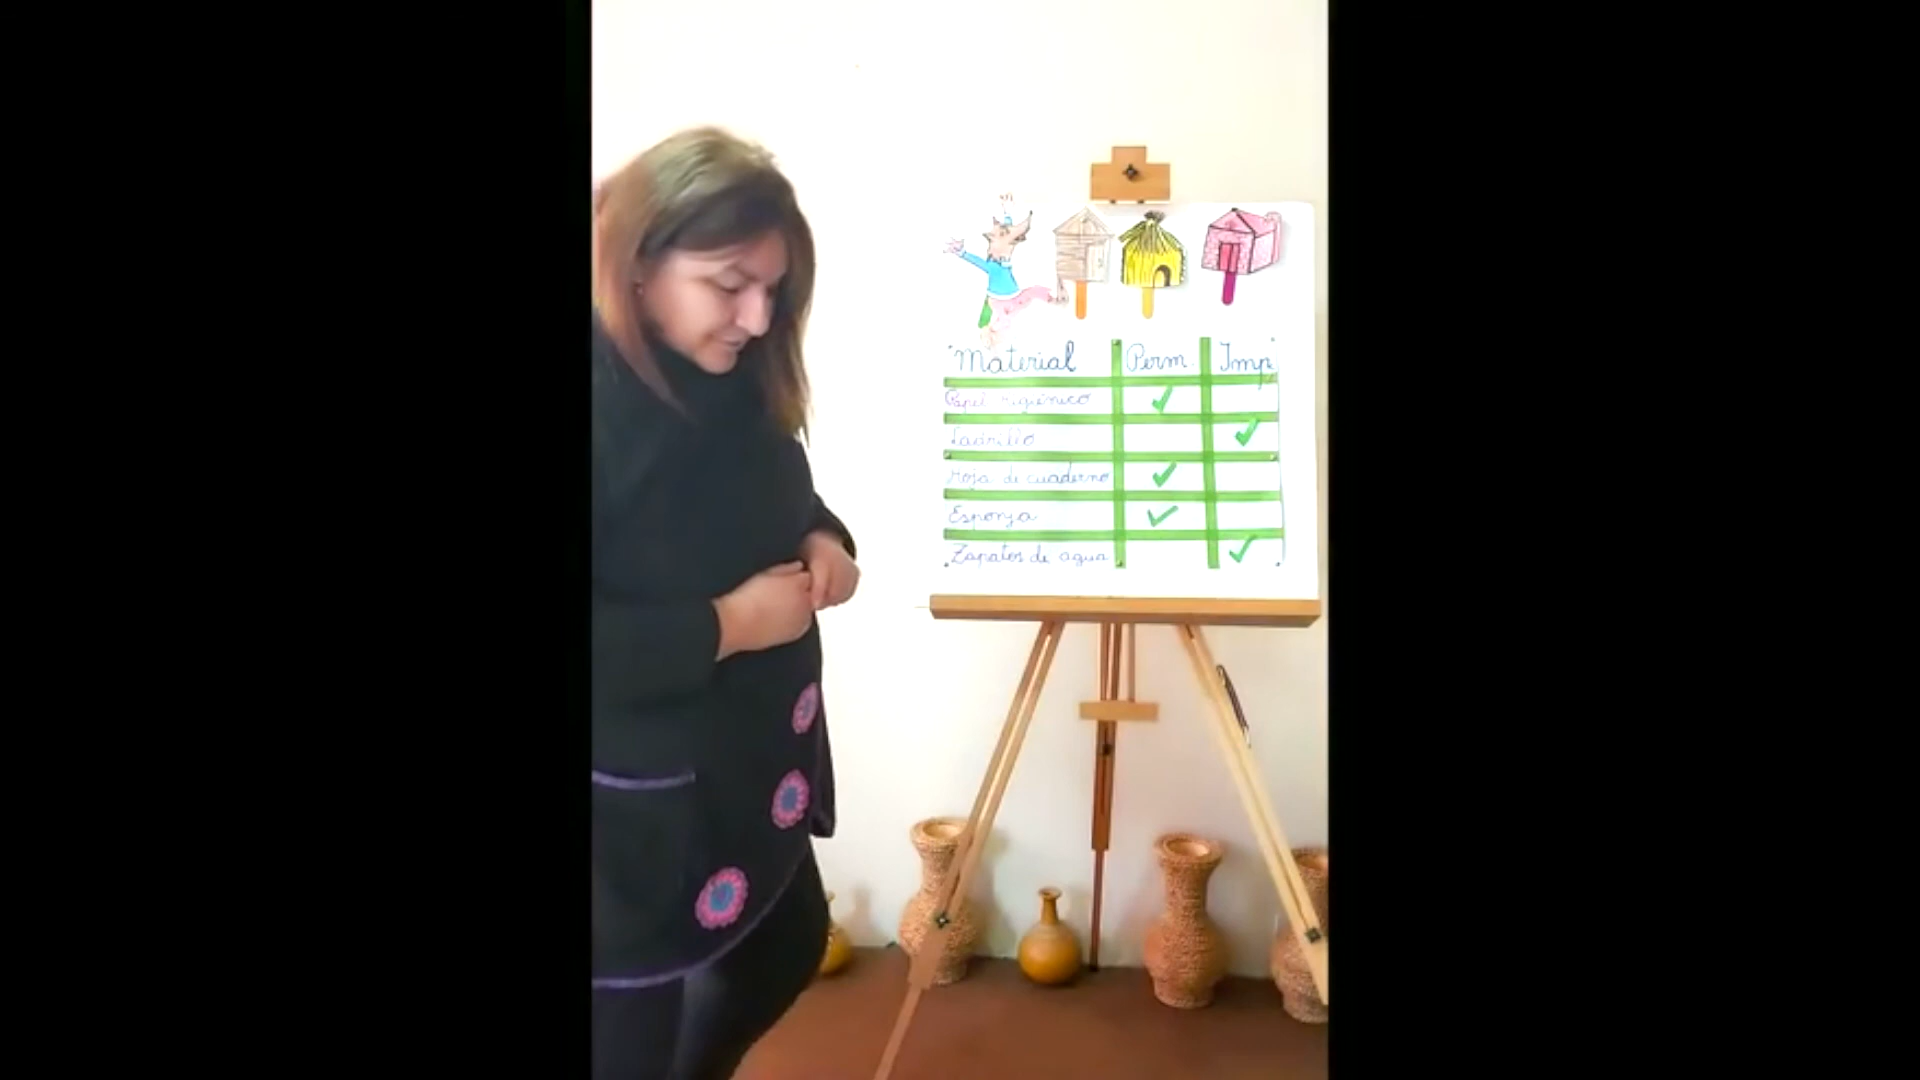 Material Perm. Imp.
Papel higiénico
Ladrillo
Hoja de cuaderno
Esponja
Zapatos de agua